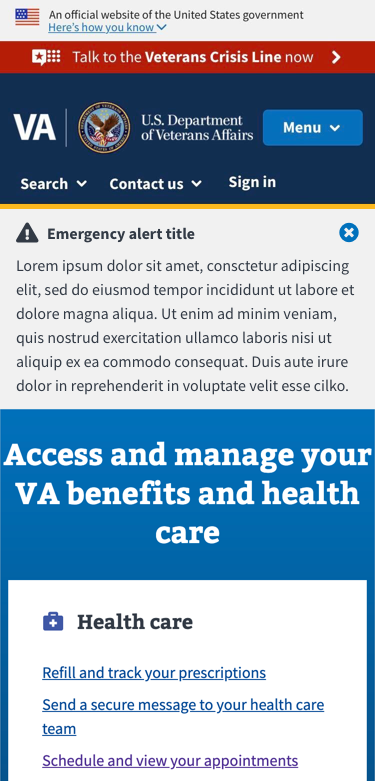 An official website of the United States government
Here's how you know
Talk to the Veterans Crisis Line now
VA
U.S. Department
of Veterans Affairs
Menu
Search
Contact us
Sign in
Emergency alert title
Lorem ipsum dolor sit amet, consctetur adipiscing
elit, sed do eiusmod tempor incididunt ut labore et
dolore magna aliqua. Ut enim ad minim veniam,
quis nostrud exercitation ullamco laboris nisi ut
aliquip ex ea commodo consequat. Duis aute irure
dolor in reprehenderit in voluptate velit esse cilko.
Access and manage your
VA benefits and health
care
Health care
Refill and track your prescriptions
Send a secure message to your health care
team
Schedule and view your appointments